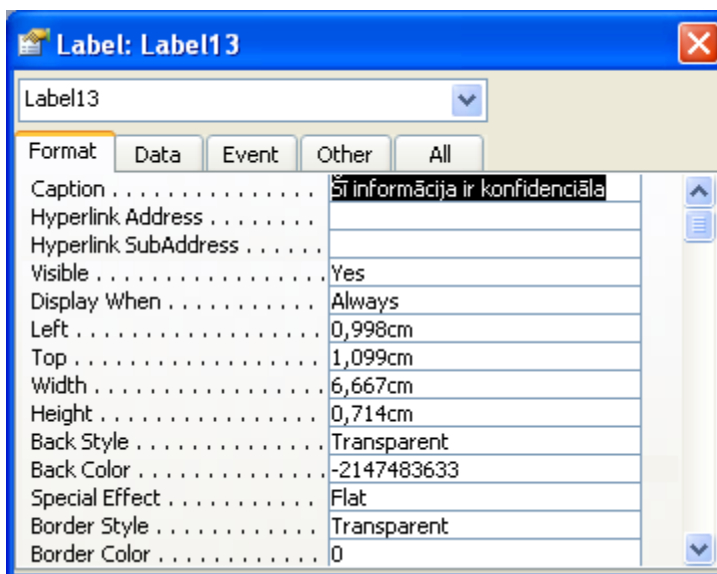 Label: Label13
Label13
Format Data Event Other All
Caption . . . . . . . . . . . . . . . Šī informācija ir konfidenciāla
Hyperlink Address . . . . . . . .
Hyperlink SubAddress . . . . . .
Visible . . . . . . . . . . . . . . . . . Yes
Display When . . . . . . . . . . . Always
Left . . . . . . . . . . . . . . . . . . . 0,998cm
Top . . . . . . . . . . . . . . . . . . . 1,099cm
Width . . . . . . . . . . . . . . . . . . 6,667cm
Height . . . . . . . . . . . . . . . . . 0,714cm
Back Style . . . . . . . . . . . . . . Transparent
Back Color . . . . . . . . . . . . . . -2147483633
Special Effect . . . . . . . . . . . Flat
Border Style . . . . . . . . . . . . Transparent
Border Color . . . . . . . . . . . . 0